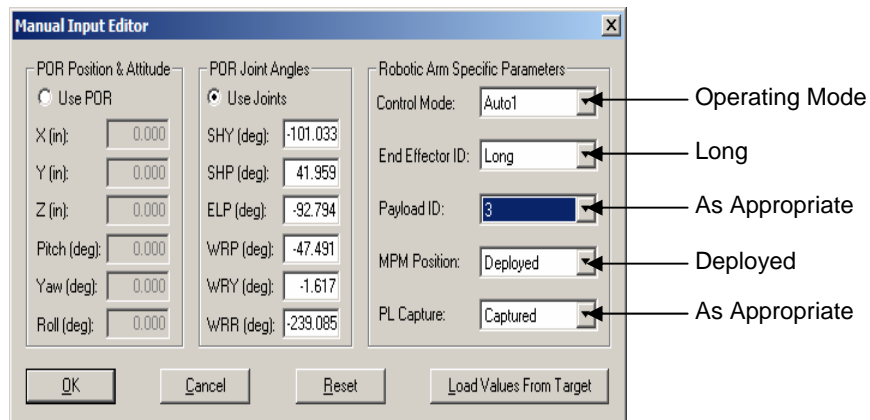 Manual Input Editor
POR Position & Attitude
Use POR
X (in): 0.000
Y (in): 0.000
Z (in): 0.000
Pitch (deg): 0.000
Yaw (deg): 0.000
Roll (deg): 0.000
POR Joint Angles
Use Joints
SHY (deg): -101.033
SHP (deg): 41.959
ELP (deg): -92.794
WRP (deg): -47.491
WRY (deg): -1.617
WRR (deg): -239.085
Robotic Arm Specific Parameters
Control Mode: Auto1
End Effector ID: Long
Payload ID: 3
MPM Position: Deployed
PL Capture: Captured
Operating Mode
Long
As Appropriate
Deployed
As Appropriate
OK Cancel Reset Load Values From Target